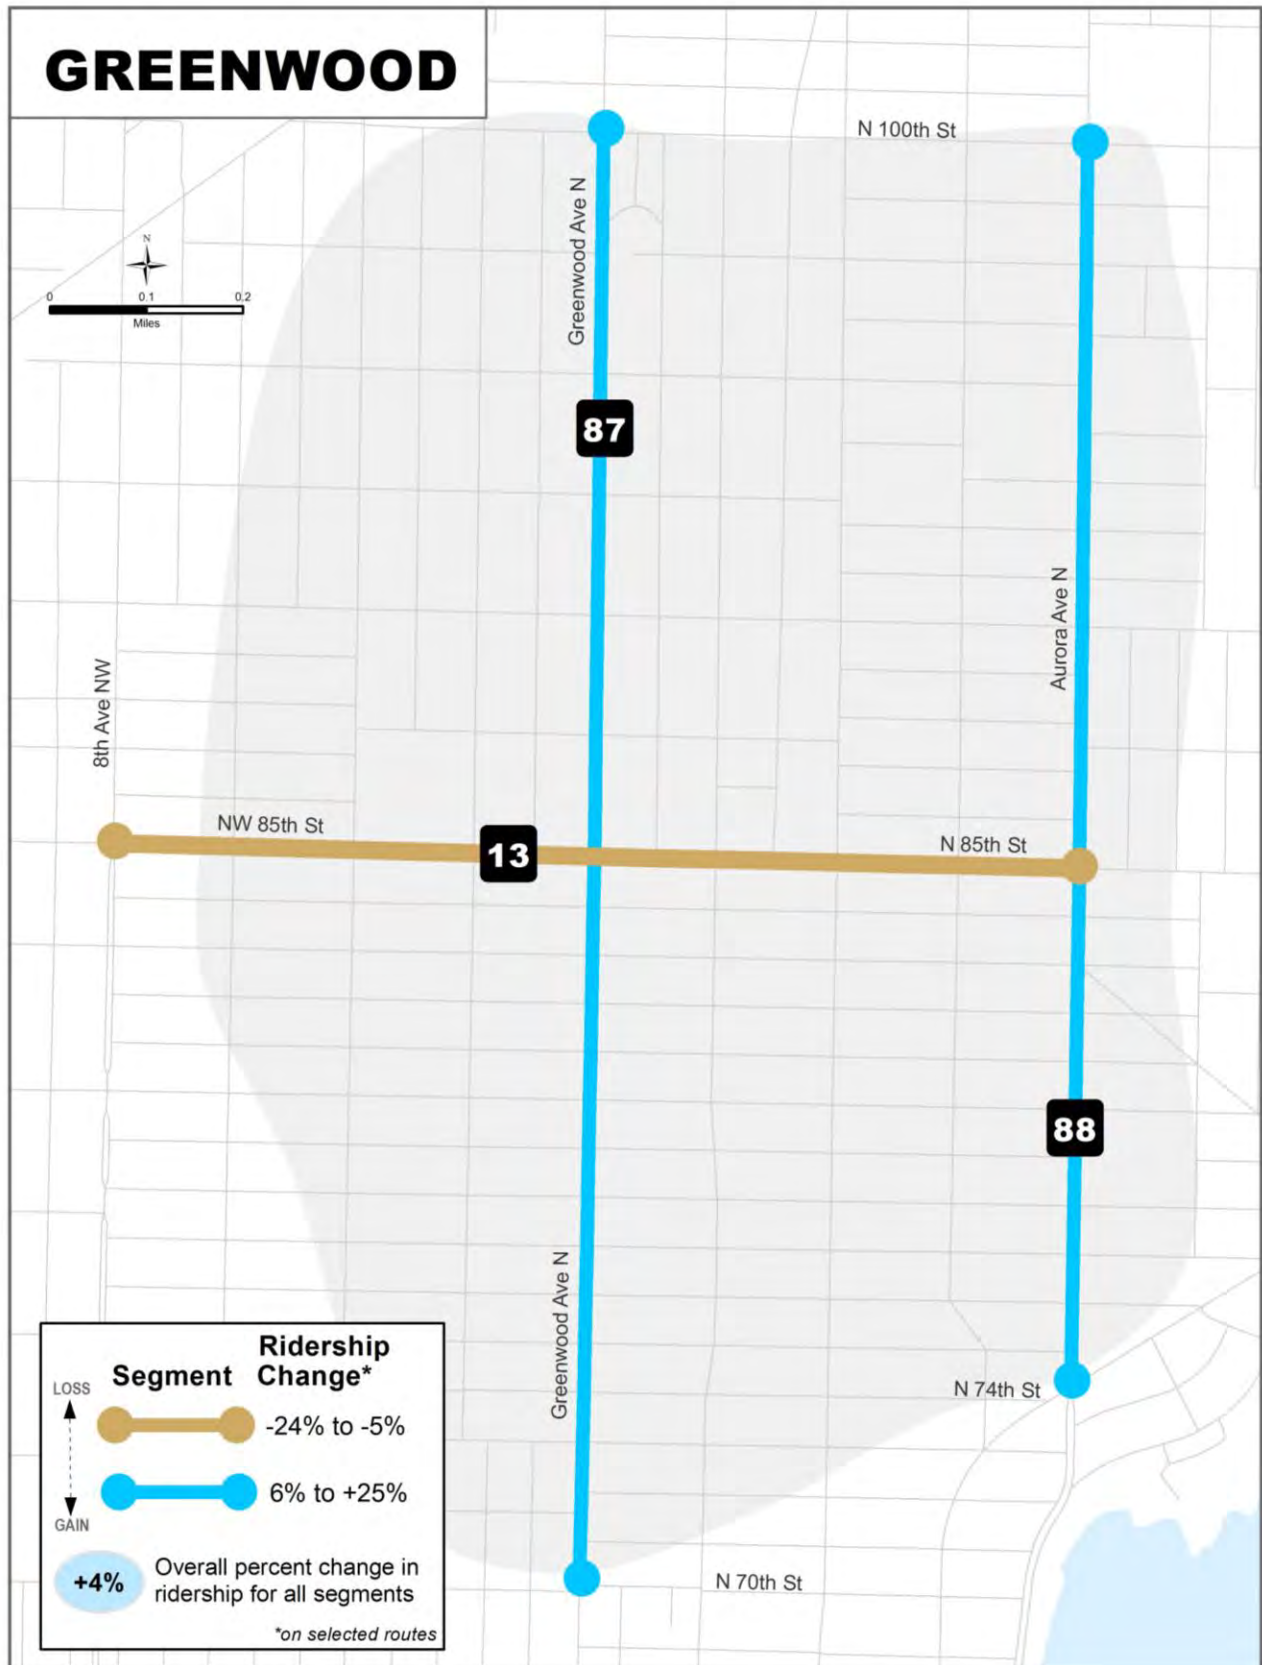 GREENWOOD
N 100th St
Greenwood Ave N
N
0 0.1 0.2
Miles
87
Aurora Ave N
8th Ave NW
NW 85th St
N 85th St
13
88
Greenwood Ave N
N 74th St
N 70th St
Segment Ridership
Change*
LOSS
-24% to -5%
6% to +25%
GAIN
+4%
Overall percent change in
ridership for all segments
*on selected routes